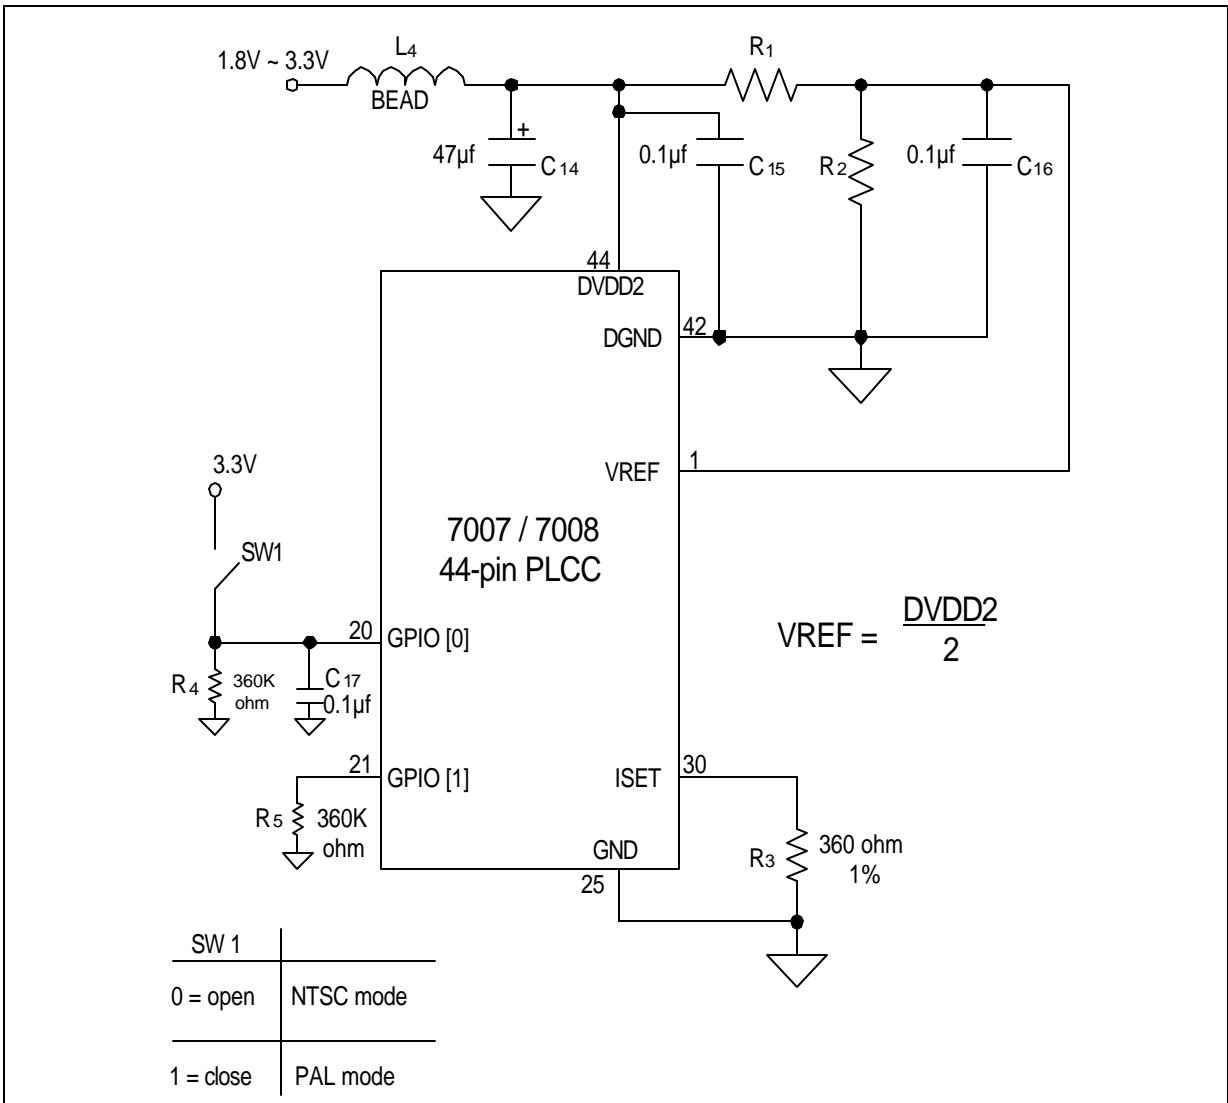 L4
R1
1.8V ~ 3.3V
BEAD
+
47µf
C14
0.1µf
C15
R2
0.1µf
C16
44
DVDD2
DGND
42
VREF
1
3.3V
SW1
7007 / 7008
44-pin PLCC
VREF = DVDD2
2
20
GPIO [0]
R4
360K
ohm
C17
0.1µf
21
GPIO [1]
ISET
30
R5
360K
ohm
GND
25
R3
360 ohm
1%
SW 1
0 = open NTSC mode
1 = close PAL mode